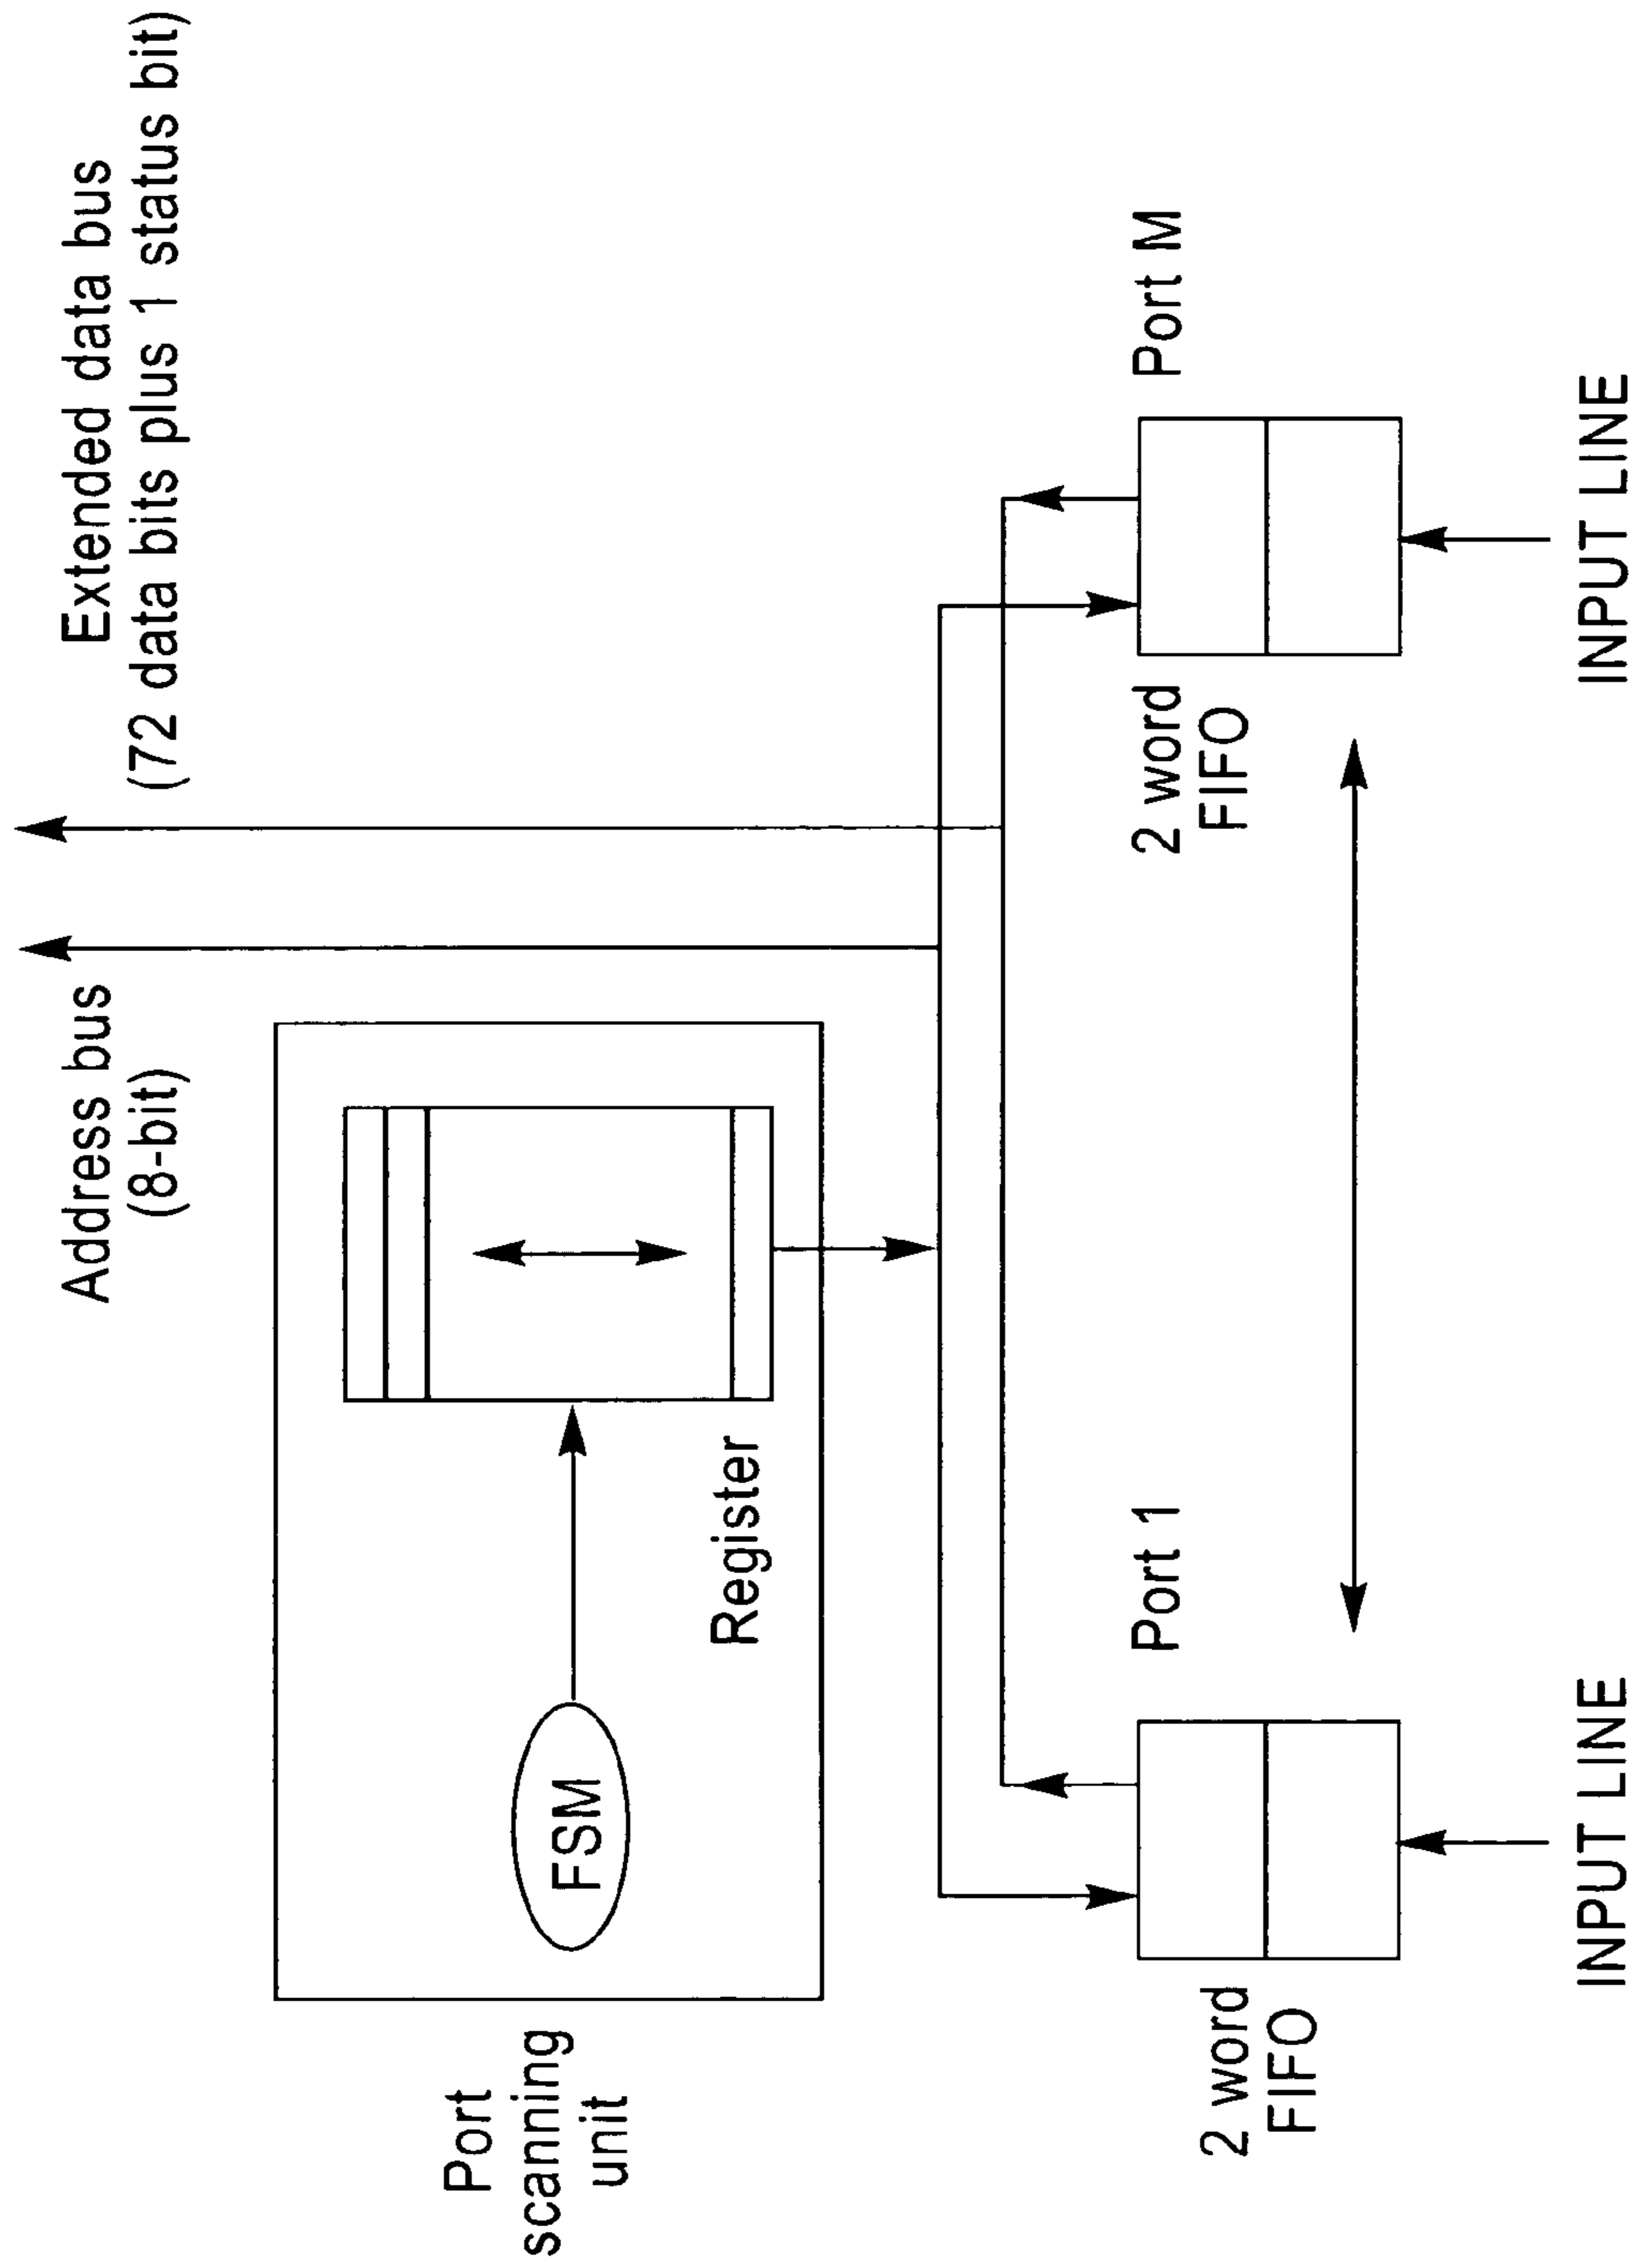 Extended data bus
(72 data bits plus 1 status bit)
Address bus
(8-bit)
Port
scanning
unit
FSM
Register
Port 1
Port M
2 word
FIFO
2 word
FIFO
INPUT LINE
INPUT LINE